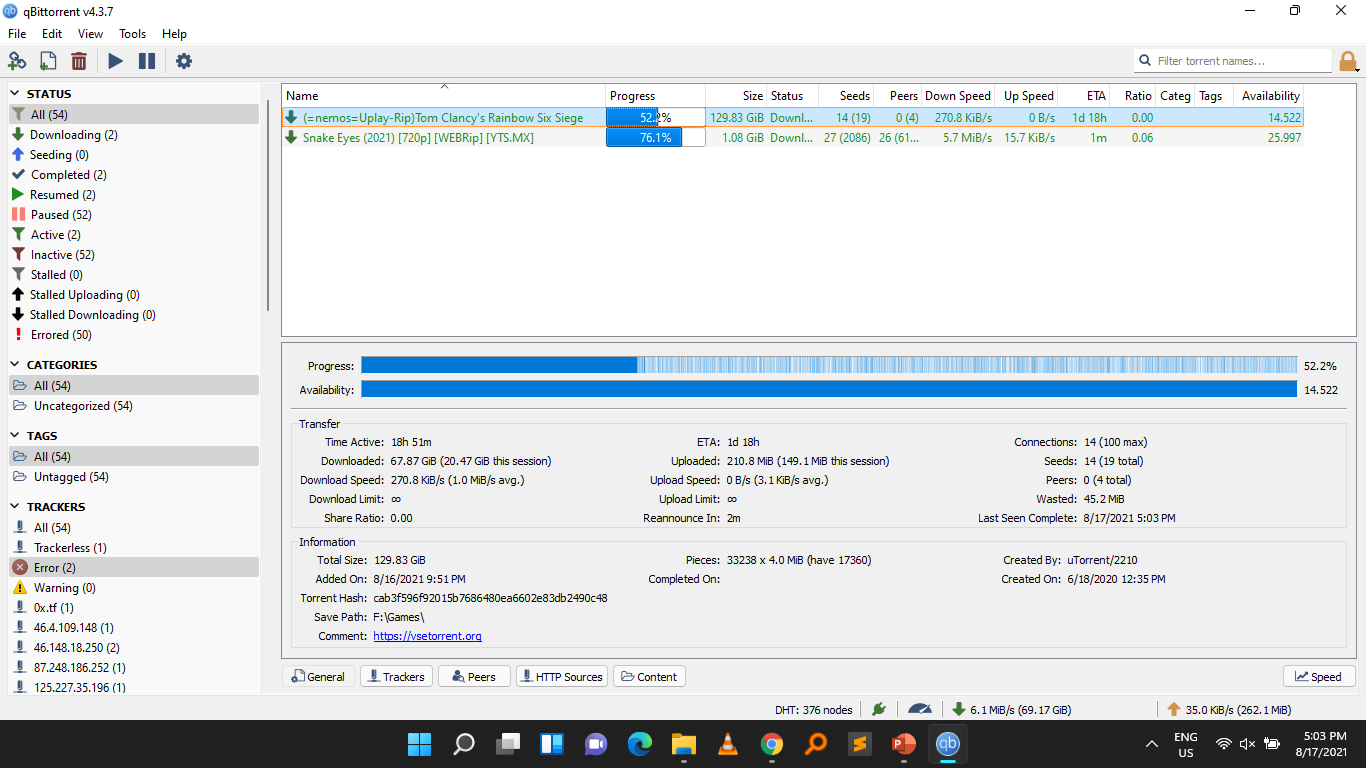 qBittorrent v4.3.7
File Edit View Tools Help
Filter torrent names...
STATUS
All (54)
Downloading (2)
Seeding (0)
Completed (2)
Resumed (2)
Paused (52)
Active (2)
Inactive (52)
Stalled (0)
Stalled Uploading (0)
Stalled Downloading (0)
Errored (50)
CATEGORIES
All (54)
Uncategorized (54)
TAGS
All (54)
Untagged (54)
TRACKERS
All (54)
Trackerless (1)
Error (2)
Warning (0)
0x.tf (1)
46.4.109.148 (1)
46.148.18.250 (2)
87.248.186.252 (1)
125.227.35.196 (1)
Name Progress Size Status Seeds Peers Down Speed Up Speed ETA Ratio Categ Tags Availability
(=nemos=Uplay-Rip)Tom Clancy's Rainbow Six Siege 52.2% 129.83 GiB Downl... 14 (19) 0 (4) 270.8 KiB/s 0 B/s 1d 18h 0.00 14.522
Snake Eyes (2021) [720p] [WEBRip] [YTS.MX] 76.1% 1.08 GiB Downl... 27 (2086) 26 (61... 5.7 MiB/s 15.7 KiB/s 1m 0.06 25.997
Progress: 52.2%
Availability: 14.522
Transfer
Time Active: 18h 51m ETA: 1d 18h Connections: 14 (100 max)
Downloaded: 67.87 GiB (20.47 GiB this session) Uploaded: 210.8 MiB (149.1 MiB this session) Seeds: 14 (19 total)
Download Speed: 270.8 KiB/s (1.0 MiB/s avg.) Upload Speed: 0 B/s (3.1 KiB/s avg.) Peers: 0 (4 total)
Download Limit: ∞ Upload Limit: ∞ Wasted: 45.2 MiB
Share Ratio: 0.00 Reannounce In: 2m Last Seen Complete: 8/17/2021 5:03 PM
Information
Total Size: 129.83 GiB Pieces: 33238 x 4.0 MiB (have 17360) Created By: uTorrent/2210
Added On: 8/16/2021 9:51 PM Completed On: Created On: 6/18/2020 12:35 PM
Torrent Hash: cab3f596f92015b7686480ea6602e83db2490c48
Save Path: F:\Games\
Comment: https://vsetorrent.org
General Trackers Peers HTTP Sources Content Speed
DHT: 376 nodes 6.1 MiB/s (69.17 GiB) 35.0 KiB/s (262.1 MiB)
ENG
US
5:03 PM
8/17/2021